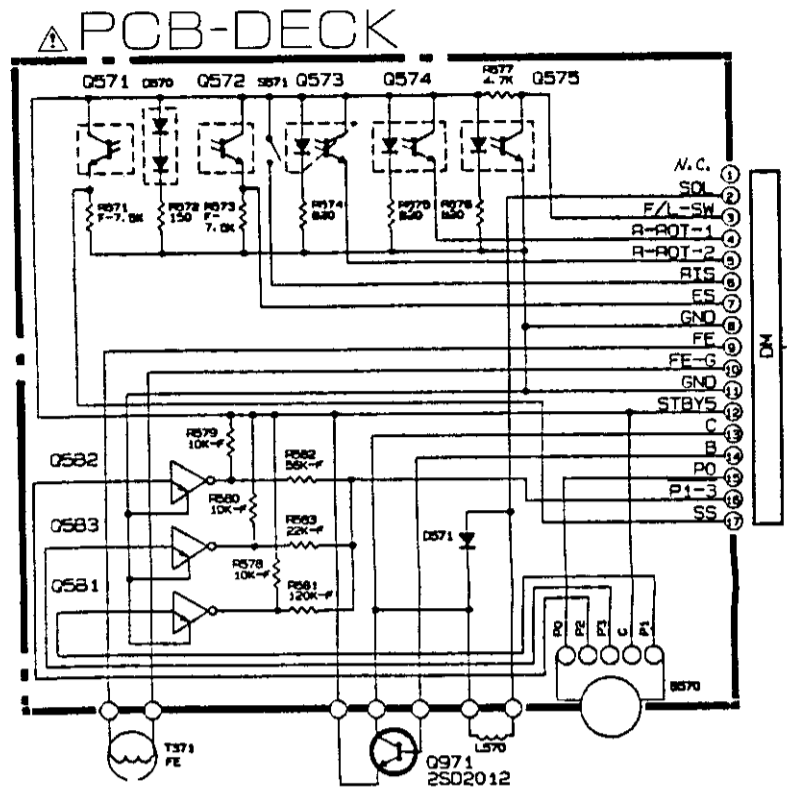 ⚠ PCB-DECK
Q571 D570 Q572 S571 Q573 Q574 R577 4.7K Q575
R571
F-7.5K
R572
150
R573
F-
7.5K
R574
820
R575
820
R576
820
N.C. 1
SOL 2
F/L-SW 3
R-ROT-1 4
R-ROT-2 5
RIS 6
ES 7
GND 8
FE 9
FE-G 10
GND 11
STBY5 12
C 13
B 14
P0 15
P1-3 16
SS 17
DM
R579
10K-F
Q582
R582
56K-F
R580
10K-F
Q583
R583
22K-F
R578
10K-F
Q581
R581
120K-F
D571
P0 P2 P3 C P1
S570
T371
FE
Q971
2SD2012
L570